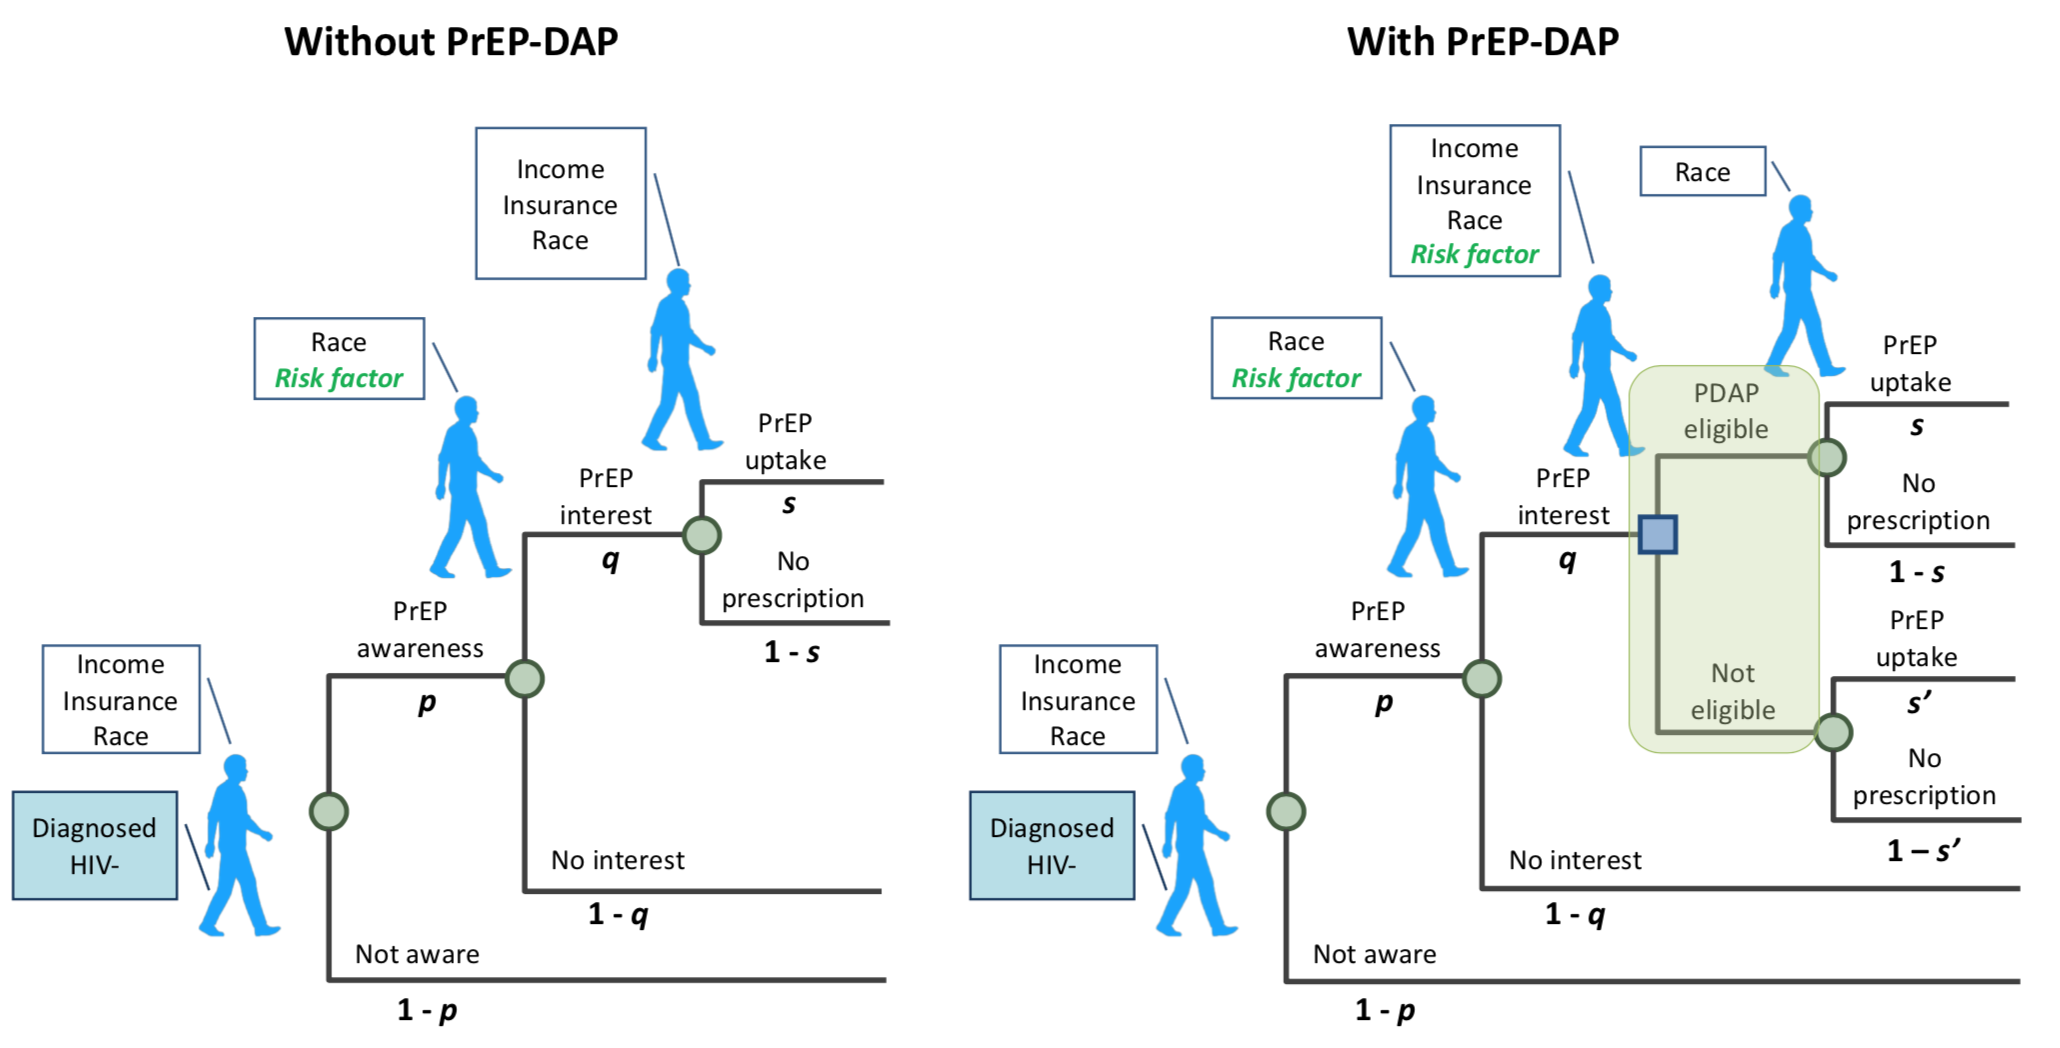 Without PrEP-DAP
Income
Insurance
Race
Race
Risk factor
PrEP
uptake
s
PrEP
interest
q
No
prescription
1 - s
PrEP
awareness
p
Income
Insurance
Race
Diagnosed
HIV-
No interest
1 - q
Not aware
1 - p
With PrEP-DAP
Income
Insurance
Race
Risk factor
Race
Race
Risk factor
PrEP
uptake
s
PDAP
eligible
No
prescription
1 - s
PrEP
interest
q
PrEP
uptake
s’
Not
eligible
No
prescription
1 – s’
PrEP
awareness
p
Income
Insurance
Race
Diagnosed
HIV-
No interest
1 - q
Not aware
1 - p